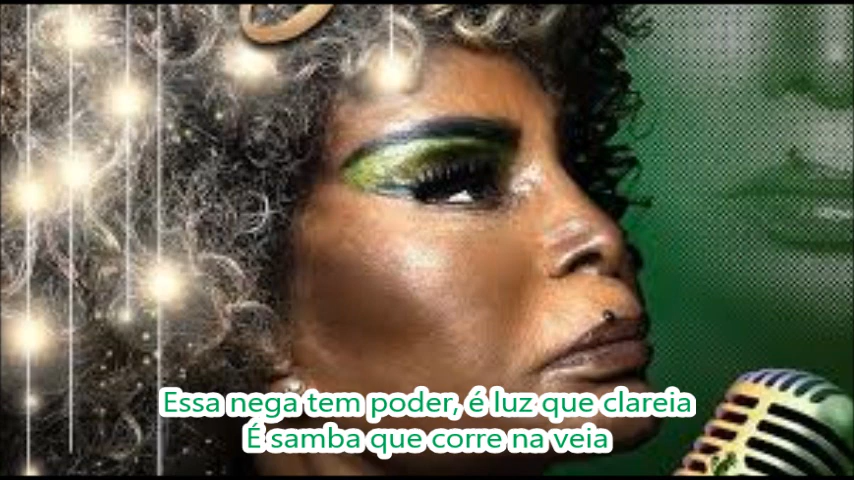 Essa nega tem poder, é luz que clareia
É samba que corre na veia